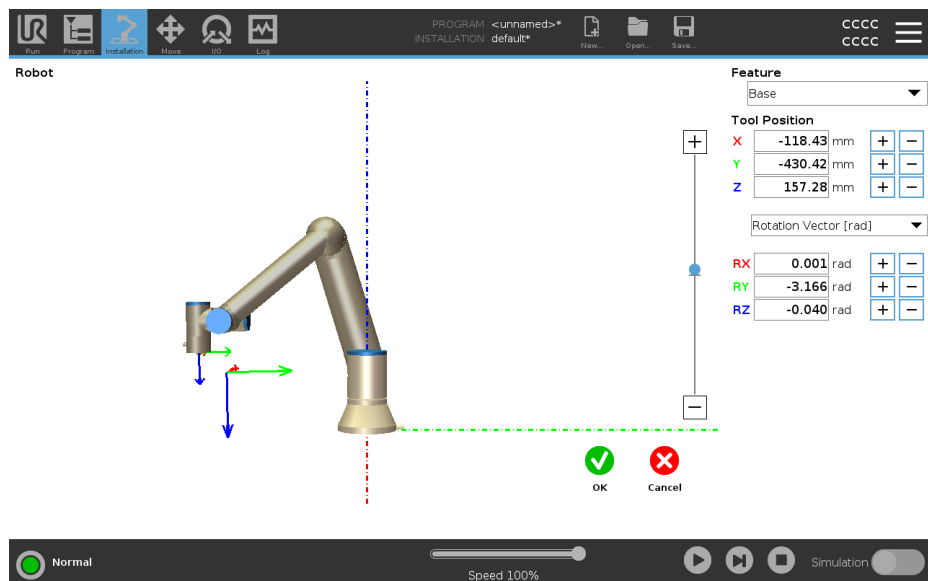 Run
Program
Installation
Move
I/O
Log
PROGRAM <unnamed>*
INSTALLATION default*
New...
Open...
Save...
CCCC
CCCC
Robot
Feature
Base
Tool Position
X -118.43 mm + −
Y -430.42 mm + −
Z 157.28 mm + −
Rotation Vector [rad]
RX 0.001 rad + −
RY -3.166 rad + −
RZ -0.040 rad + −
OK
Cancel
Normal
Speed 100%
Simulation